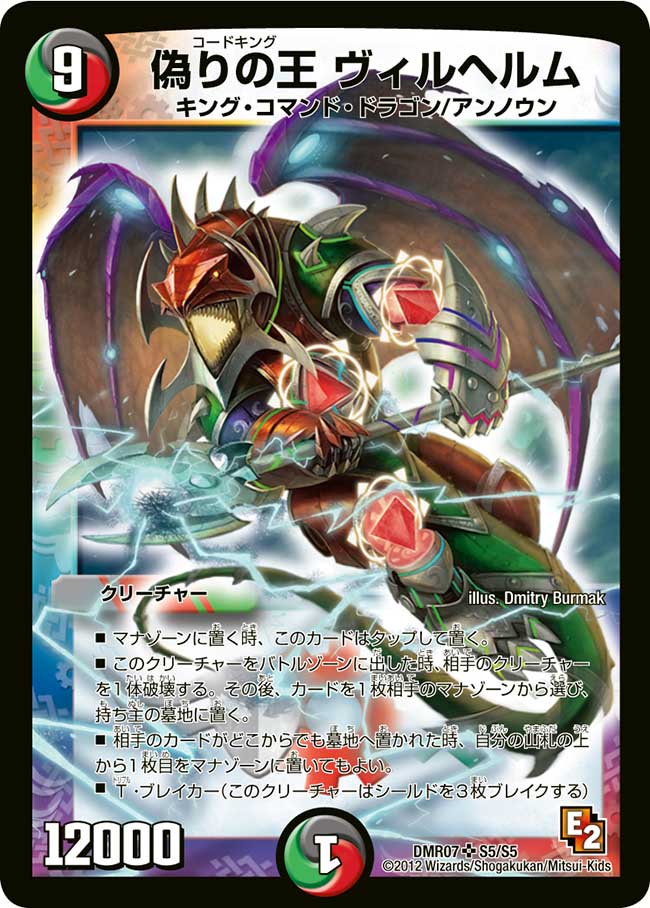 9
コードキング
偽りの王 ヴィルヘルム
キング・コマンド・ドラゴン/アンノウン
クリーチャー
illus. Dmitry Burmak
■ マナゾーンに置く時、このカードはタップして置く。
■ このクリーチャーをバトルゾーンに出した時、相手のクリーチャー
を1体破壊する。その後、カードを1枚相手のマナゾーンから選び、
持ち主の墓地に置く。
■ 相手のカードがどこからでも墓地へ置かれた時、自分の山札の上
から1枚目をマナゾーンに置いてもよい。
■ T・ブレイカー(このクリーチャーはシールドを3枚ブレイクする)
12000
1
DMR07 S5/S5
©2012 Wizards/Shogakukan/Mitsui-Kids
E2